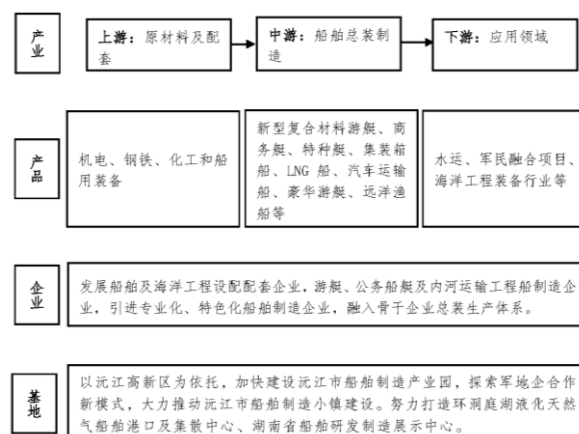 产业
上游：原材料及配
套
中游：船舶总装制
造
下游：应用领域
产品
机电、钢铁、化工和船
用装备
新型复合材料游艇、商
务艇、特种艇、集装箱
船、LNG 船、汽车运输
船、豪华游艇、远洋渔
船等
水运、军民融合项目、
海洋工程装备行业等
企业
发展船舶及海洋工程设配配套企业，游艇、公务船艇及内河运输工程船制造企
业，引进专业化、特色化船舶制造企业，融入骨干企业总装生产体系。
基地
以沅江高新区为依托，加快建设沅江市船舶制造产业园，探索军地企合作
新模式，大力推动沅江市船舶制造小镇建设。努力打造环洞庭湖液化天然
气船舶港口及集散中心、湖南省船舶研发制造展示中心。